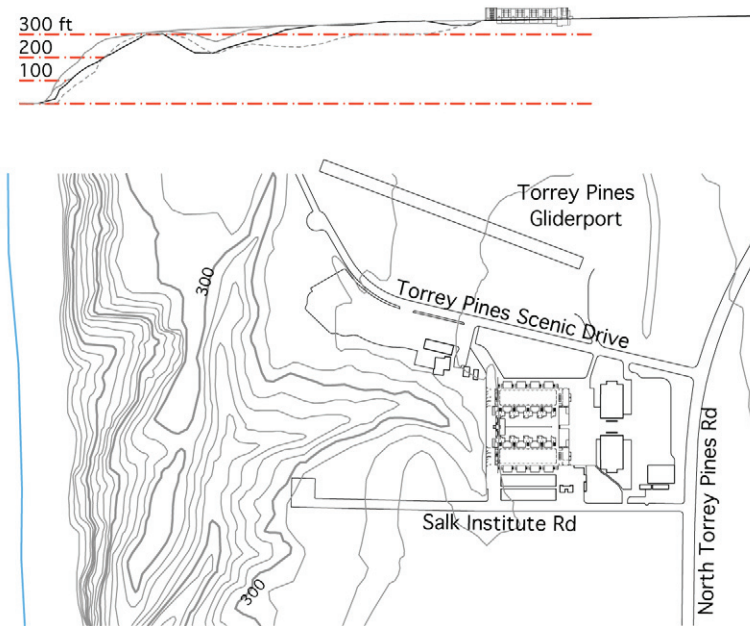 300 ft
200
100
Torrey Pines
Gliderport
300
Torrey Pines Scenic Drive
North Torrey Pines Rd
Salk Institute Rd
300